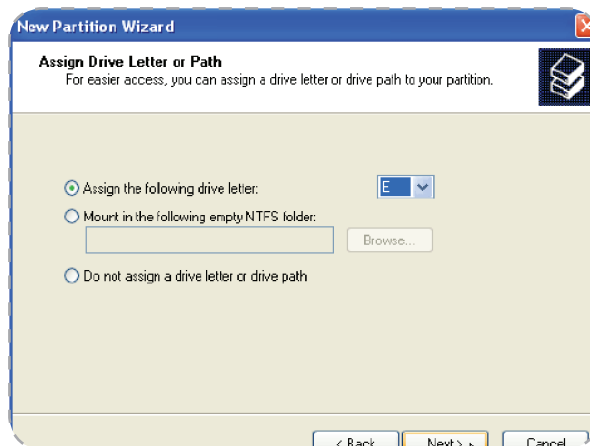 New Partition Wizard
Assign Drive Letter or Path
For easier access, you can assign a drive letter or drive path to your partition.
Assign the following drive letter:
E
Mount in the following empty NTFS folder:
Browse...
Do not assign a drive letter or drive path
< Back
Next >
Cancel